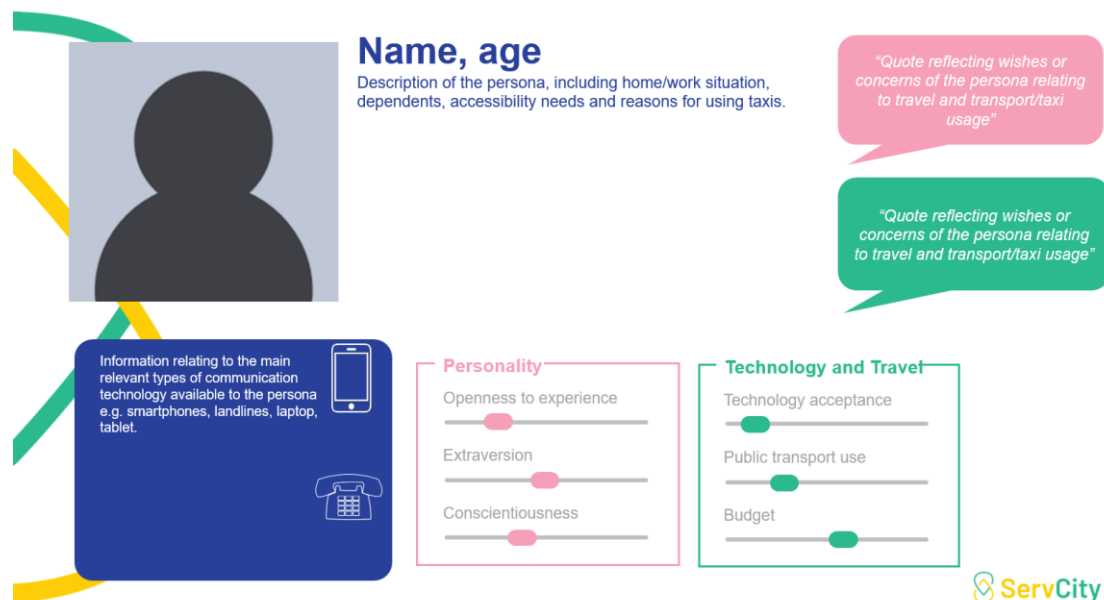 Name, age
Description of the persona, including home/work situation,
dependents, accessibility needs and reasons for using taxis.
“Quote reflecting wishes or
concerns of the persona relating
to travel and transport/taxi
usage”
“Quote reflecting wishes or
concerns of the persona relating
to travel and transport/taxi usage”
Information relating to the main
relevant types of communication
technology available to the persona
e.g. smartphones, landlines, laptop,
tablet.
Personality
Openness to experience
Extraversion
Conscientiousness
Technology and Travel
Technology acceptance
Public transport use
Budget
ServCity